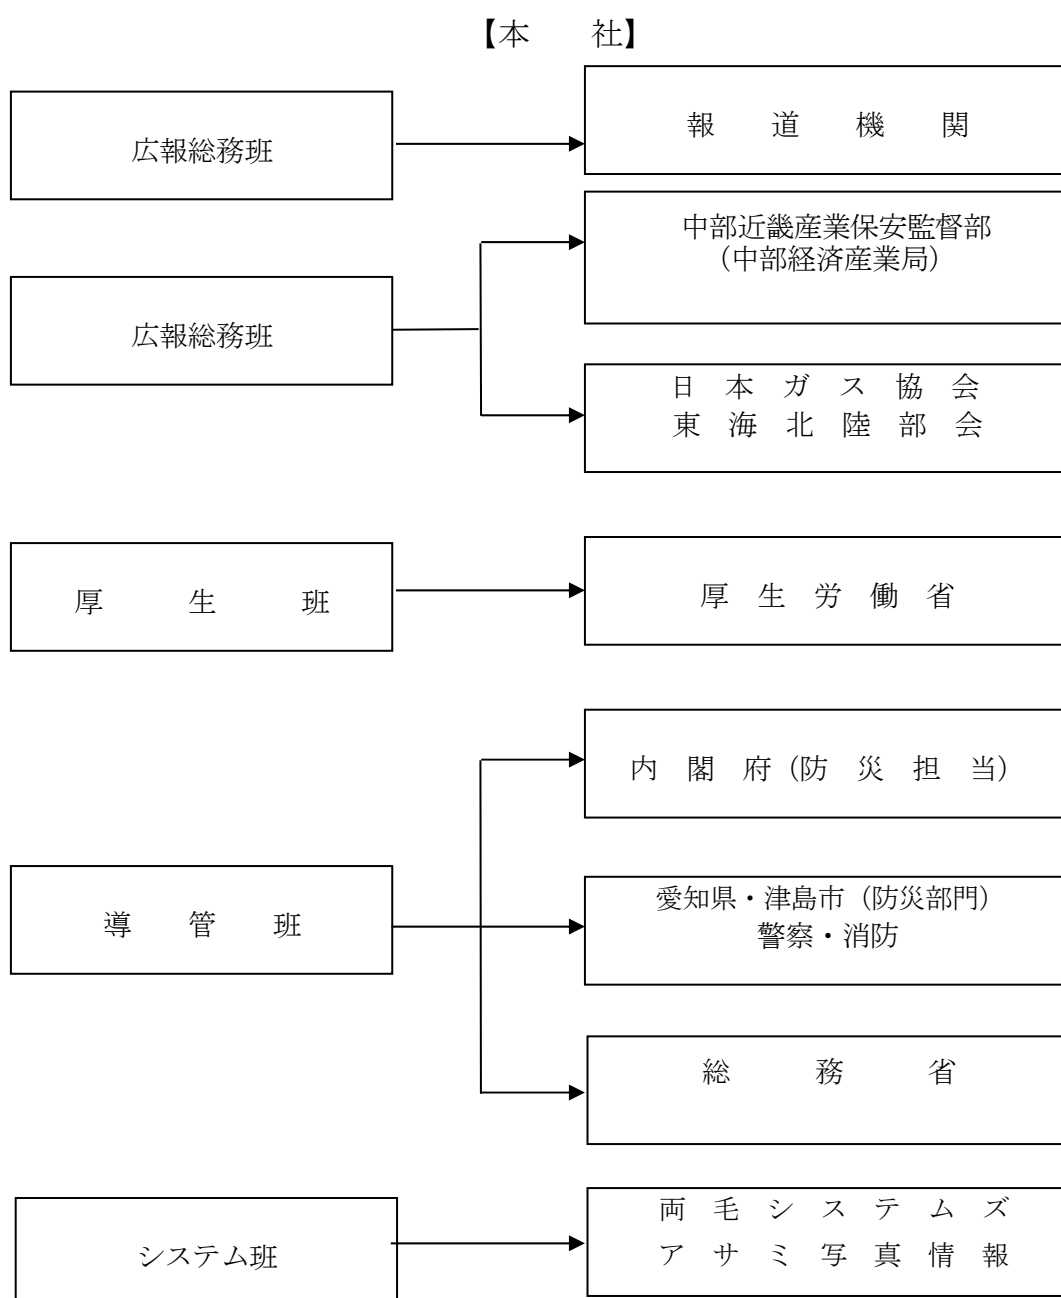 【本　　社】
広報総務班
報　道　機　関
広報総務班
中部近畿産業保安監督部
（中部経済産業局）
日　本　ガ　ス　協　会
東　海　北　陸　部　会
厚　　生　　班
厚　生　労　働　省
導　　管　　班
内　閣　府（防　災　担　当）
愛知県・津島市（防災部門）
警察・消防
総　　務　　省
システム班
両　毛　シ　ス　テ　ム　ズ
ア　サ　ミ　写　真　情　報